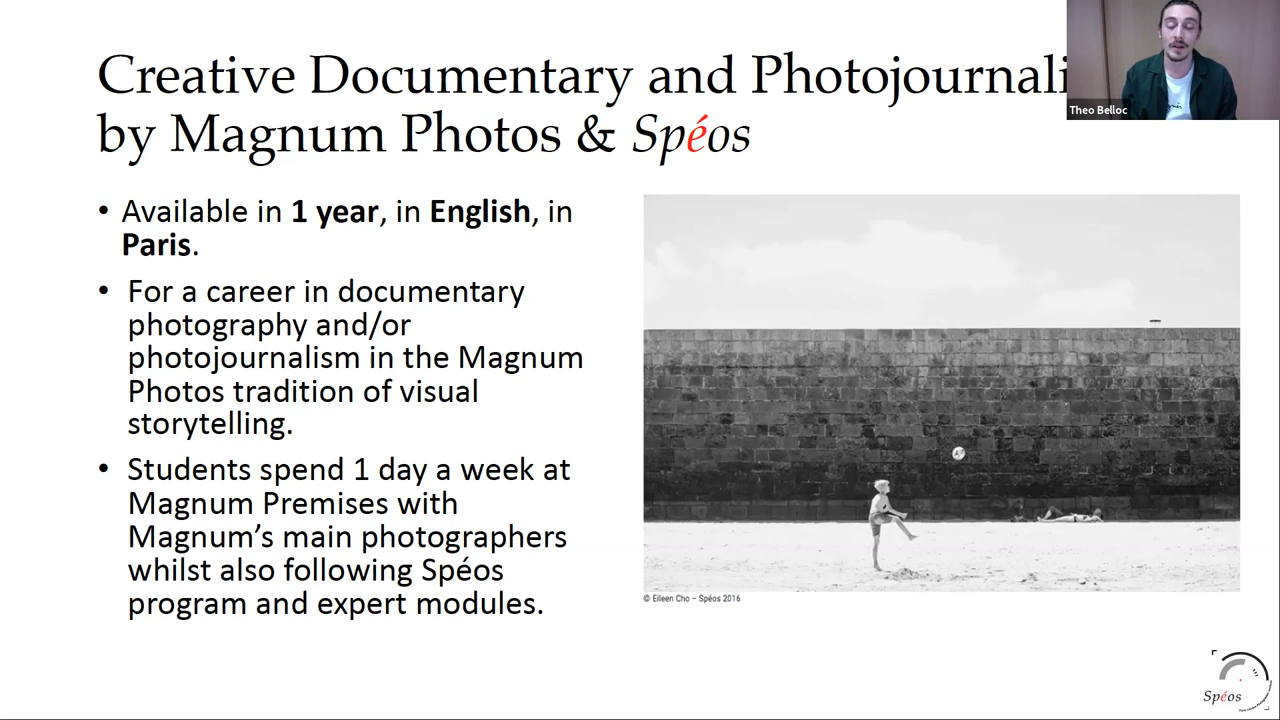 Creative Documentary and Photojournali
by Magnum Photos & Spéos
Theo Belloc
• Available in 1 year, in English, in
Paris.
• For a career in documentary
photography and/or
photojournalism in the Magnum
Photos tradition of visual
storytelling.
• Students spend 1 day a week at
Magnum Premises with
Magnum’s main photographers
whilst also following Spéos
program and expert modules.
© Eileen Cho – Spéos 2016
Spéos